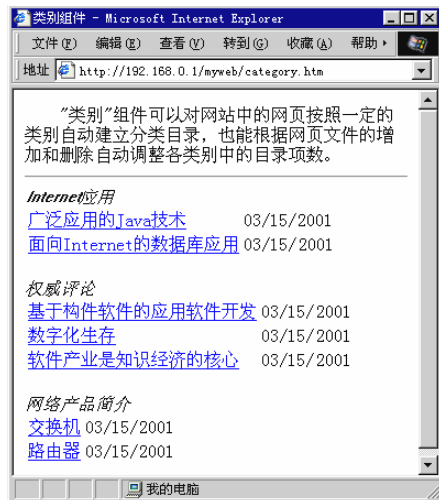 类别组件 - Microsoft Internet Explorer
文件(F) 编辑(E) 查看(V) 转到(G) 收藏(A) 帮助
地址 http://192.168.0.1/myweb/category.htm
"类别"组件可以对网站中的网页按照一定的
类别自动建立分类目录，也能根据网页文件的增
加和删除自动调整各类别中的目录项数。
Internet应用
广泛应用的Java技术 03/15/2001
面向Internet的数据库应用 03/15/2001
权威评论
基于构件软件的应用软件开发 03/15/2001
数字化生存 03/15/2001
软件产业是知识经济的核心 03/15/2001
网络产品简介
交换机 03/15/2001
路由器 03/15/2001
我的电脑